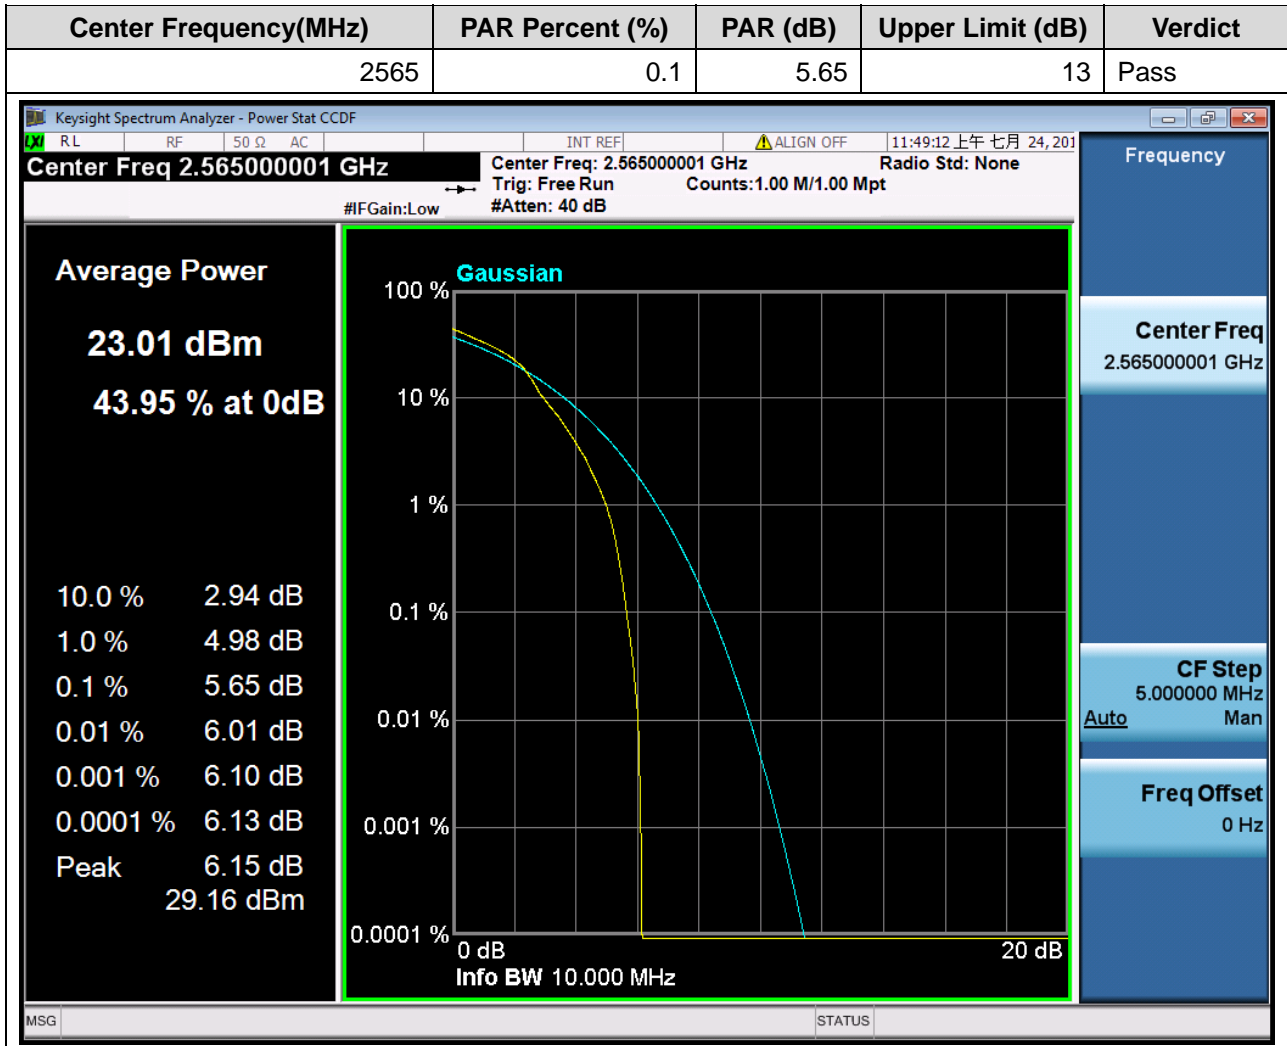 Center Frequency(MHz) PAR Percent (%) PAR (dB) Upper Limit (dB) Verdict
2565 0.1 5.65 13 Pass
Keysight Spectrum Analyzer - Power Stat CCDF
LXI RL RF 50 Ω AC INT REF ⚠ALIGN OFF 11:49:12 上午 七月 24, 201
Center Freq 2.565000001 GHz
#IFGain:Low
Center Freq: 2.565000001 GHz Radio Std: None
Trig: Free Run Counts:1.00 M/1.00 Mpt
#Atten: 40 dB
Average Power
23.01 dBm
43.95 % at 0dB
10.0 % 2.94 dB
1.0 % 4.98 dB
0.1 % 5.65 dB
0.01 % 6.01 dB
0.001 % 6.10 dB
0.0001 % 6.13 dB
Peak 6.15 dB
29.16 dBm
Gaussian
100 %
10 %
1 %
0.1 %
0.01 %
0.001 %
0.0001 %
0 dB 20 dB
Info BW 10.000 MHz
Frequency
Center Freq
2.565000001 GHz
CF Step
5.000000 MHz
Auto Man
Freq Offset
0 Hz
MSG STATUS